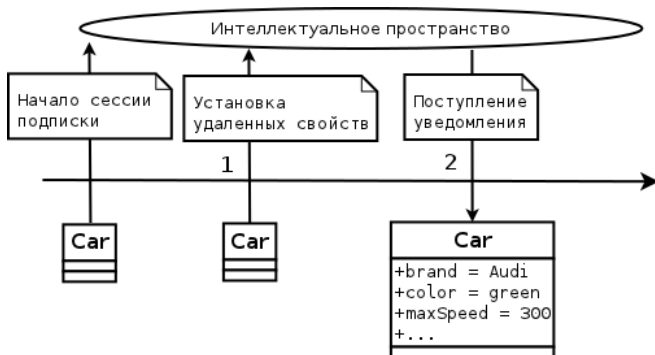 Интеллектуальное пространство
Начало сессии
подписки
Установка
удаленных свойств
Поступление
уведомления
1
2
Car
Car
Car
+brand = Audi
+color = green
+maxSpeed = 300
+...